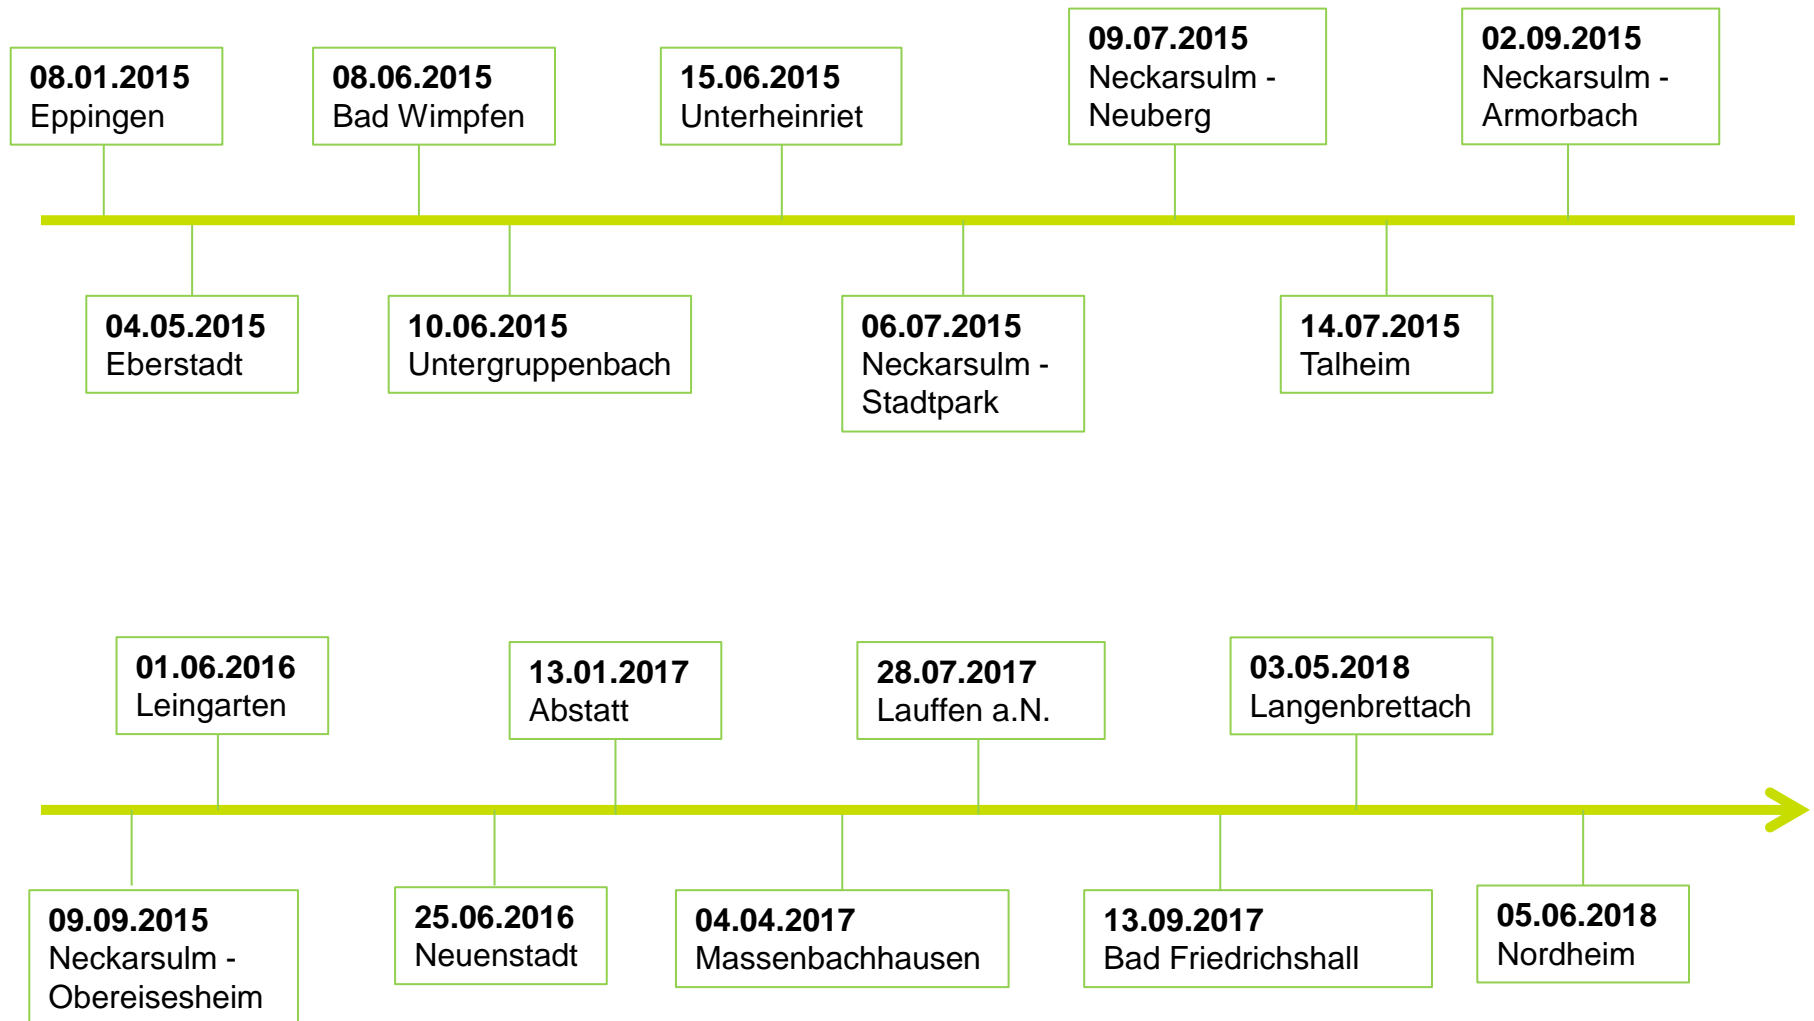 08.01.2015
Eppingen
04.05.2015
Eberstadt
08.06.2015
Bad Wimpfen
10.06.2015
Untergruppenbach
15.06.2015
Unterheinriet
06.07.2015
Neckarsulm -
Stadtpark
09.07.2015
Neckarsulm -
Neuberg
14.07.2015
Talheim
02.09.2015
Neckarsulm -
Armorbach
09.09.2015
Neckarsulm -
Obereisesheim
01.06.2016
Leingarten
25.06.2016
Neuenstadt
13.01.2017
Abstatt
04.04.2017
Massenbachhausen
28.07.2017
Lauffen a.N.
13.09.2017
Bad Friedrichshall
03.05.2018
Langenbrettach
05.06.2018
Nordheim